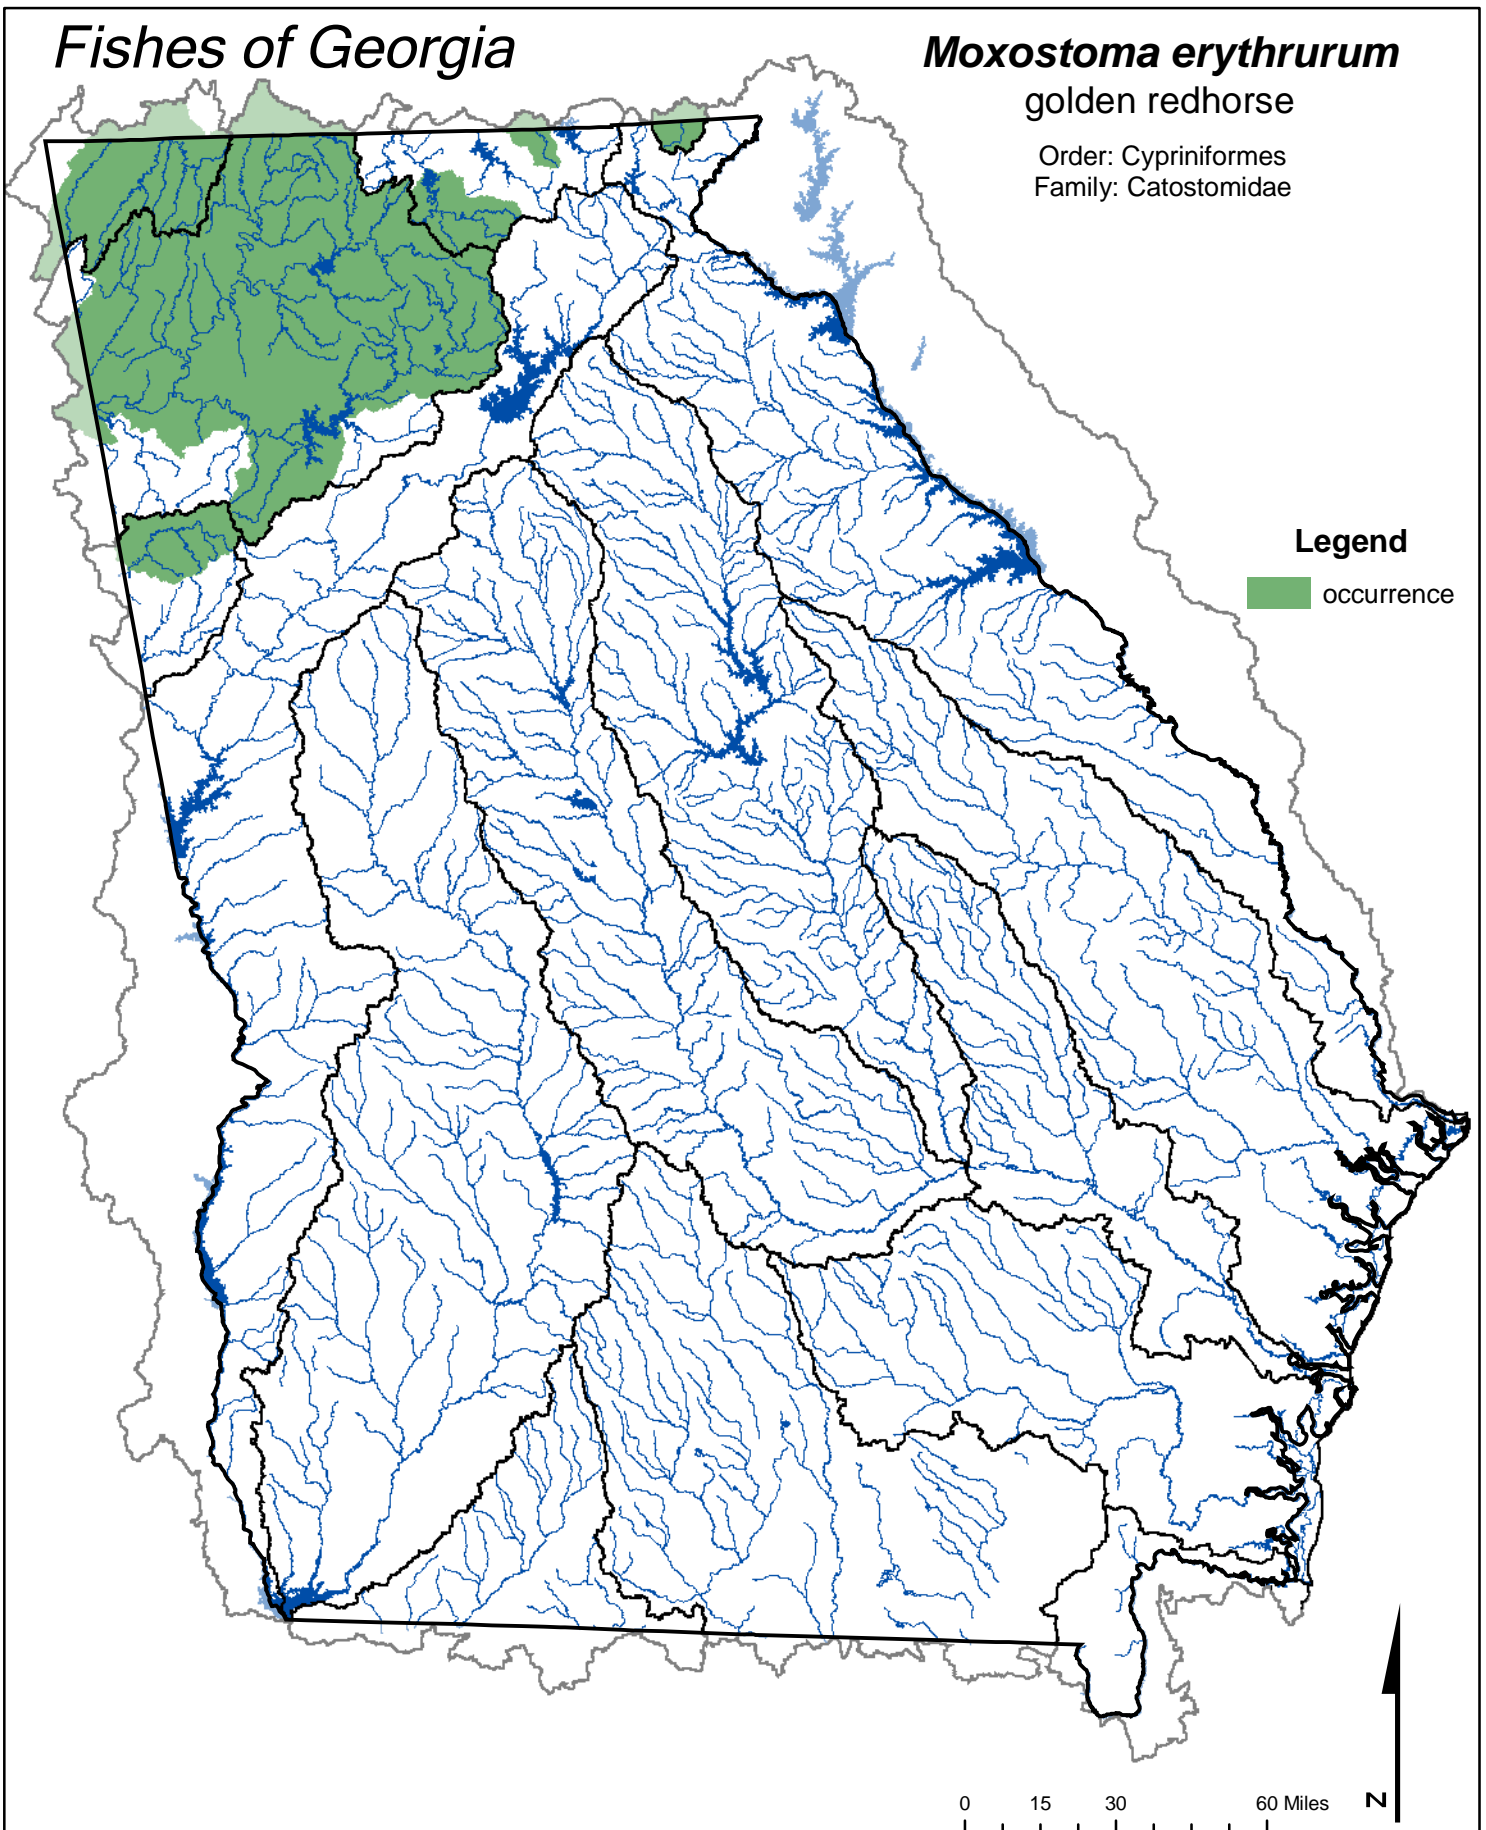 Fishes of Georgia
Moxostoma erythrurum
golden redhorse
Order: Cypriniformes
Family: Catostomidae
Legend
occurrence
0 15 30 60 Miles
N